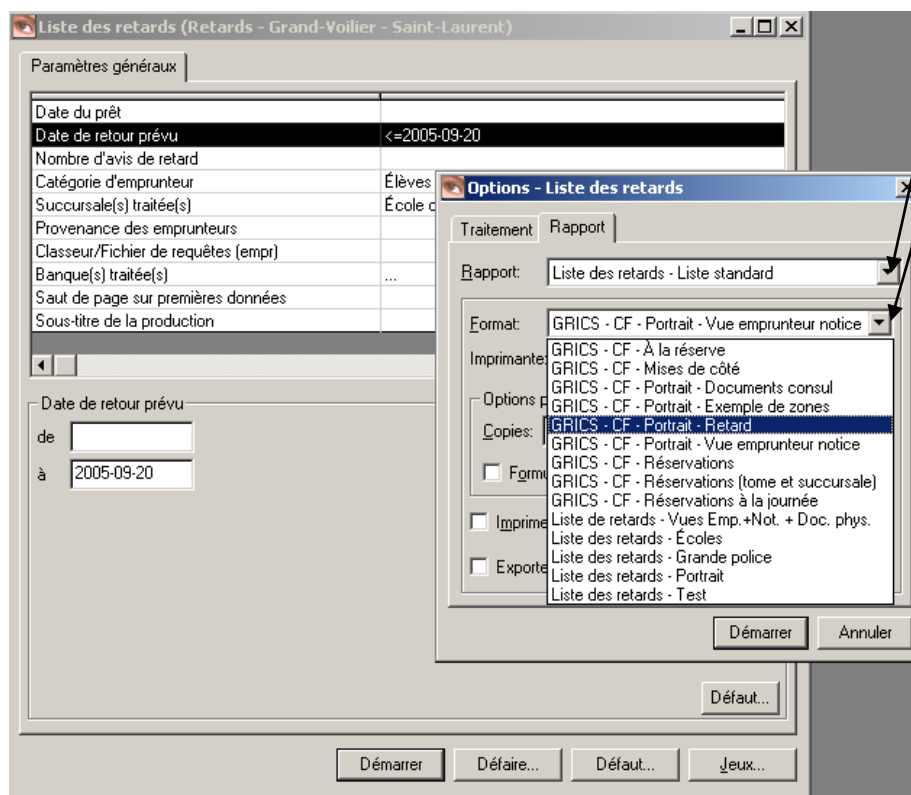 Liste des retards (Retards - Grand-Voilier - Saint-Laurent)
Paramètres généraux
Date du prêt
Date de retour prévu <=2005-09-20
Nombre d'avis de retard
Catégorie d'emprunteur Élèves
Succursale(s) traitée(s) École
Provenance des emprunteurs
Classeur/Fichier de requêtes (empr)
Banque(s) traitée(s) ...
Saut de page sur premières données
Sous-titre de la production
Date de retour prévu
de
à 2005-09-20
Défaut...
Démarrer Défaire... Défaut... Jeux...
Options - Liste des retards
Traitement Rapport
Rapport: Liste des retards - Liste standard
Format: GRICS - CF - Portrait - Vue emprunteur notice
Imprimante:
Options
Copies:
GRICS - CF - À la réserve
GRICS - CF - Mises de côté
GRICS - CF - Portrait - Documents consul
GRICS - CF - Portrait - Exemple de zones
GRICS - CF - Portrait - Retard
GRICS - CF - Portrait - Vue emprunteur notice
GRICS - CF - Réservations
GRICS - CF - Réservations (tome et succursale)
GRICS - CF - Réservations à la journée
Liste de retards - Vues Emp.+Not. + Doc. phys.
Liste des retards - Écoles
Liste des retards - Grande police
Liste des retards - Portrait
Liste des retards - Test
Imprime
Exporte
Démarrer Annuler